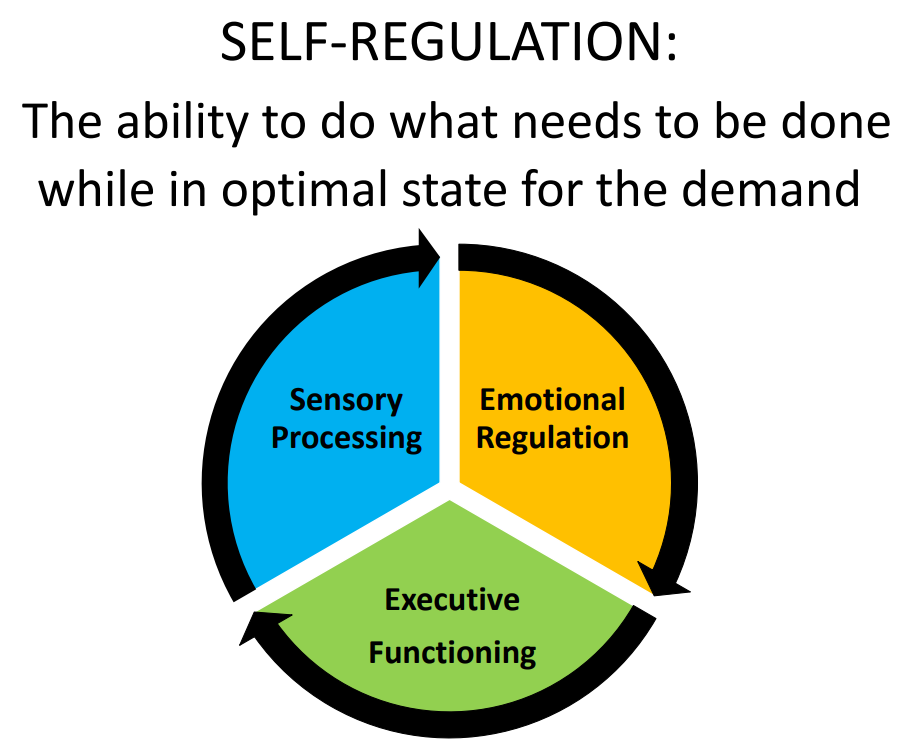 SELF-REGULATION:
The ability to do what needs to be done
while in optimal state for the demand
Sensory
Processing
Emotional
Regulation
Executive
Functioning